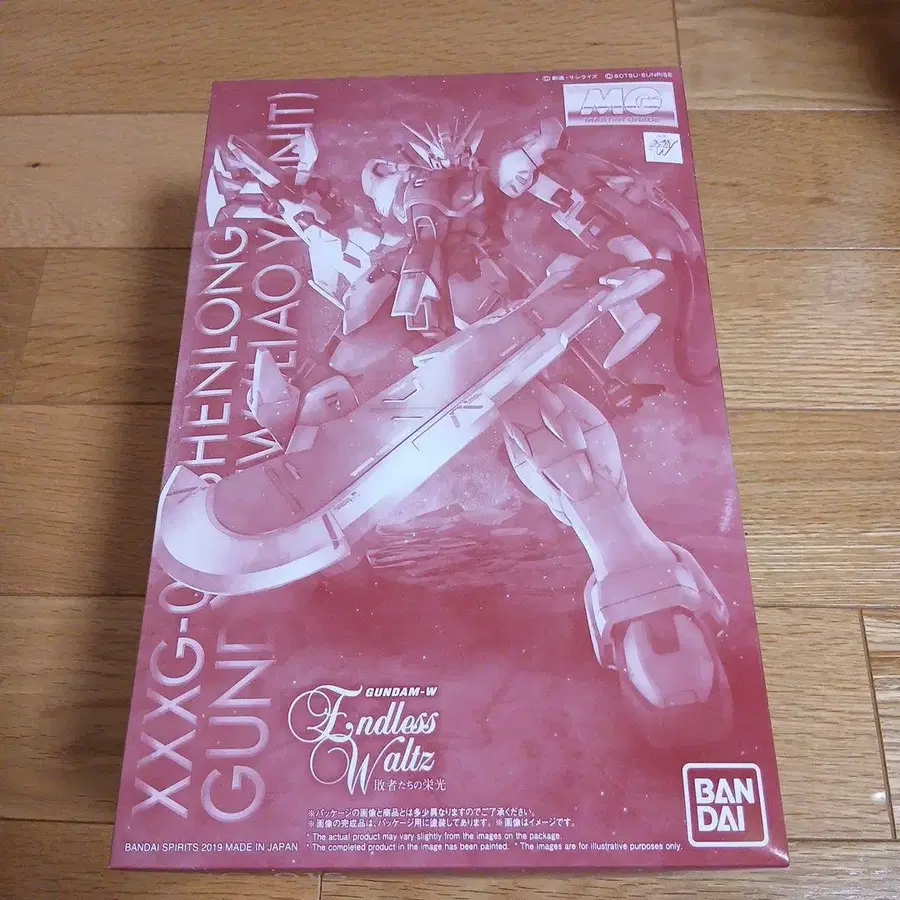 ©創通・サンライズ ©SOTSU・SUNRISE
MG
MASTER GRADE
XXXG-0 SHENLONG
GUND W/LIAO Y UNIT)
GUNDAM-W
Endless
Waltz
敗者たちの栄光
※パッケージの画像と商品とは多少異なりますのでご了承ください。
※画像の完成品は、パッケージ用に塗装してあります。 ※画像はイメージです。
* The actual product may vary slightly from the images on the package.
* The completed product in the image has been painted. * The images are for illustrative purposes only.
BANDAI SPIRITS 2019 MADE IN JAPAN
BAN
DAI